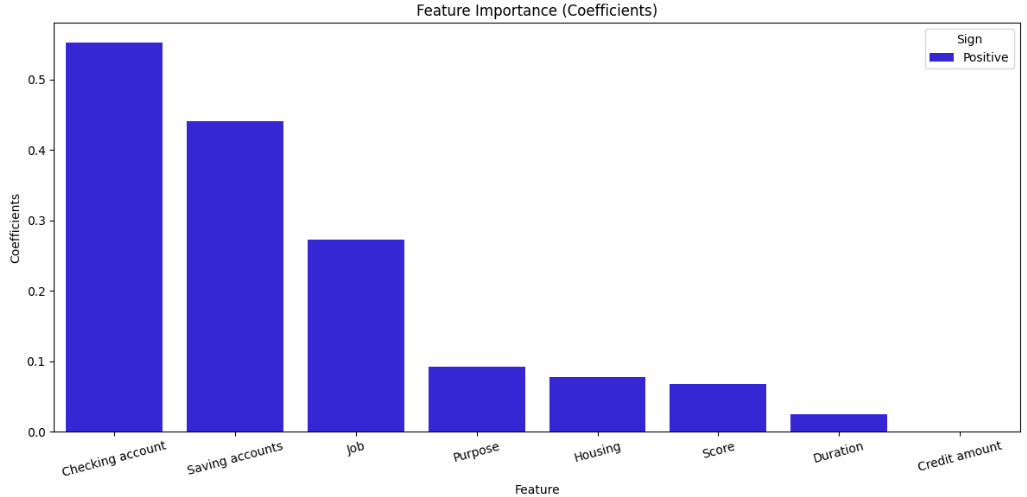 Feature Importance (Coefficients)
Sign
Positive
Coefficients
0.5
0.4
0.3
0.2
0.1
0.0
Checking account
Saving accounts
Job
Purpose
Housing
Score
Duration
Credit amount
Feature